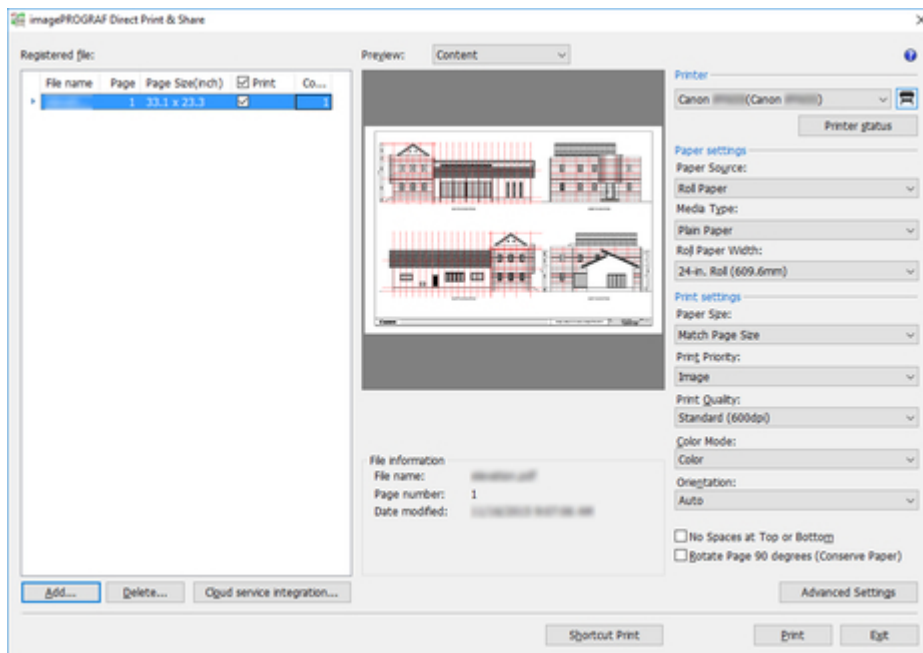 imagePROGRAF Direct Print & Share
Registered file:
File name Page Page Size(inch) Print Co...
1 33.1 x 23.3 1
Add... Delete... Cloud service integration...
Preview: Content
Canon
File information
File name:
Page number: 1
Date modified:
Printer
Canon (Canon )
Printer status
Paper settings
Paper Source:
Roll Paper
Media Type:
Plain Paper
Roll Paper Width:
24-in. Roll (609.6mm)
Print settings
Paper Size:
Match Page Size
Print Priority:
Image
Print Quality:
Standard (600dpi)
Color Mode:
Color
Orientation:
Auto
No Spaces at Top or Bottom
Rotate Page 90 degrees (Conserve Paper)
Advanced Settings
Shortcut Print Print Exit